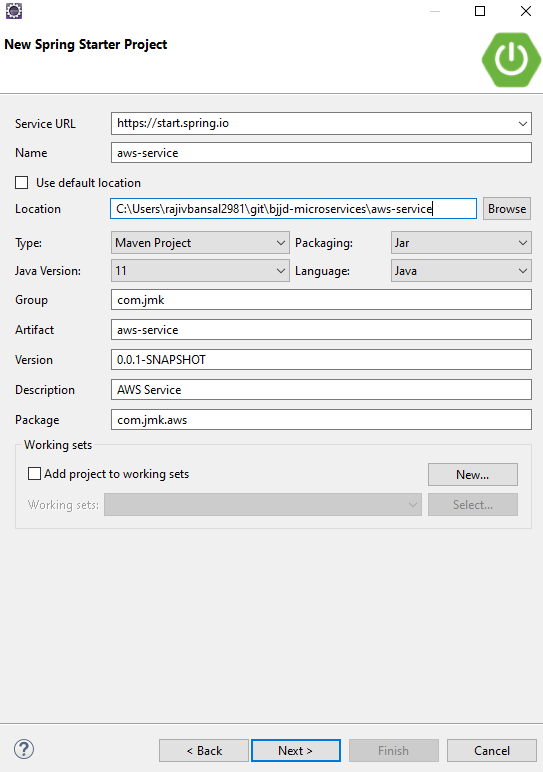 New Spring Starter Project
Service URL https://start.spring.io
Name aws-service
Use default location
Location C:\Users\rajivbansal2981\git\bjjd-microservices\aws-service Browse
Type: Maven Project Packaging: Jar
Java Version: 11 Language: Java
Group com.jmk
Artifact aws-service
Version 0.0.1-SNAPSHOT
Description AWS Service
Package com.jmk.aws
Working sets
Add project to working sets New...
Working sets: Select...
? < Back Next > Finish Cancel